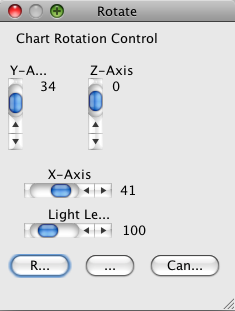 Rotate
Chart Rotation Control
Y-A... Z-Axis
34 0
X-Axis
41
Light Le...
100
R... ... Can...